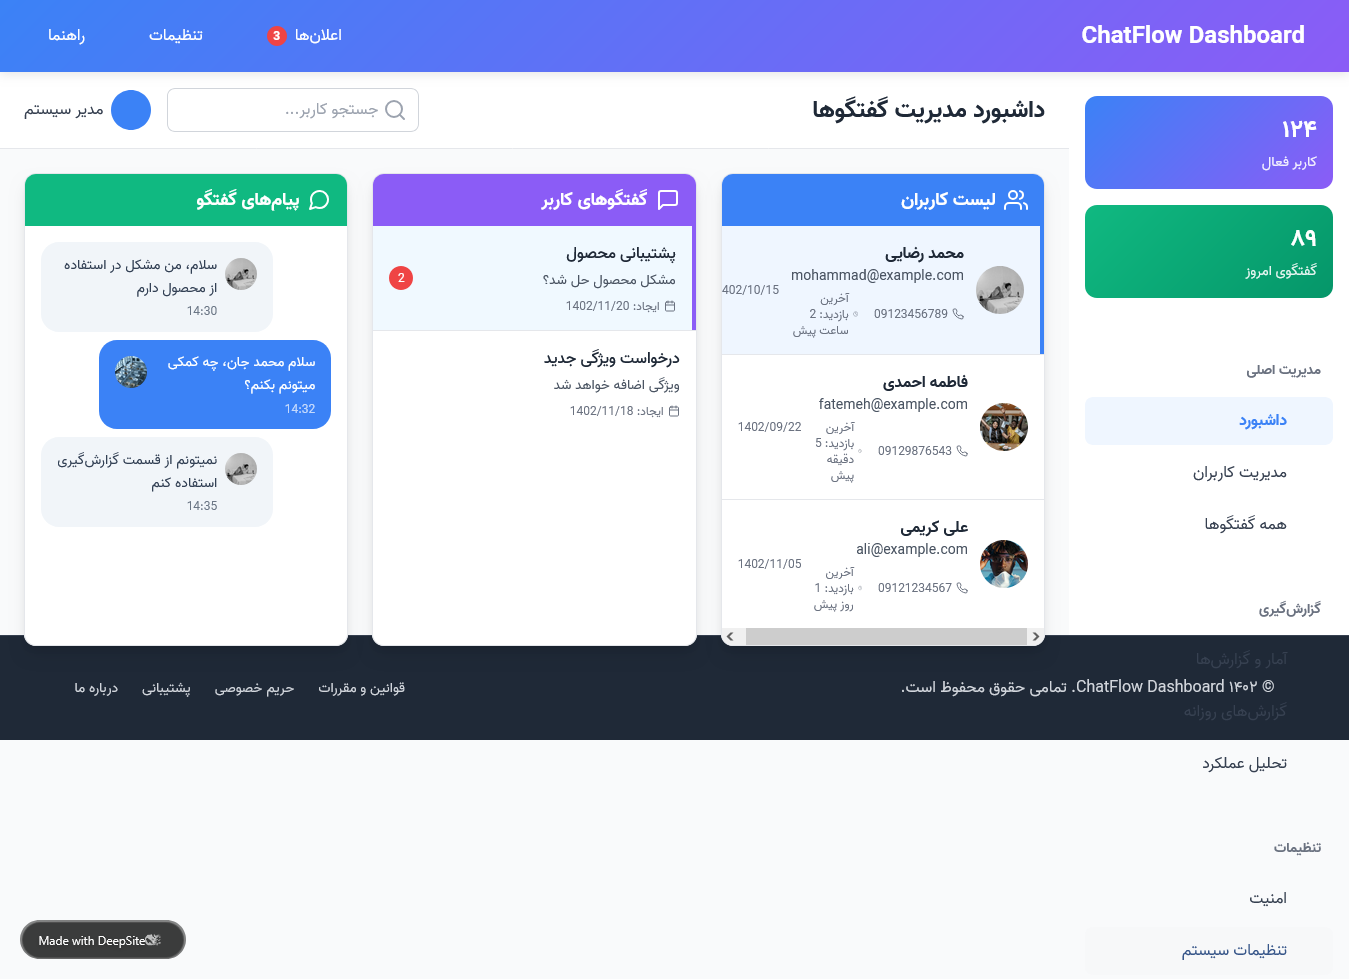 ChatFlow Dashboard
اعلان‌ها 3
تنظیمات
راهنما
۱۲۴
کاربر فعال
۸۹
گفتگوی امروز
مدیریت اصلی
داشبورد
مدیریت کاربران
همه گفتگوها
گزارش‌گیری
آمار و گزارش‌ها
گزارش‌های روزانه
تحلیل عملکرد
تنظیمات
امنیت
تنظیمات سیستم
داشبورد مدیریت گفتگوها
جستجو کاربر...
مدیر سیستم
لیست کاربران
محمد رضایی
mohammad@example.com
09123456789
آخرین
بازدید: 2
ساعت پیش
402/10/15
فاطمه احمدی
fatemeh@example.com
09129876543
آخرین
بازدید: 5
دقیقه
پیش
1402/09/22
علی کریمی
ali@example.com
09121234567
آخرین
بازدید: 1
روز پیش
1402/11/05
گفتگوهای کاربر
پشتیبانی محصول
مشکل محصول حل شد؟
ایجاد: 1402/11/20
2
درخواست ویژگی جدید
ویژگی اضافه خواهد شد
ایجاد: 1402/11/18
پیام‌های گفتگو
سلام، من مشکل در استفاده
از محصول دارم
14:30
سلام محمد جان، چه کمکی
میتونم بکنم؟
14:32
نمیتونم از قسمت گزارش‌گیری
استفاده کنم
14:35
© ۱۴۰۲ ChatFlow Dashboard. تمامی حقوق محفوظ است.
قوانین و مقررات
حریم خصوصی
پشتیبانی
درباره ما
Made with DeepSite